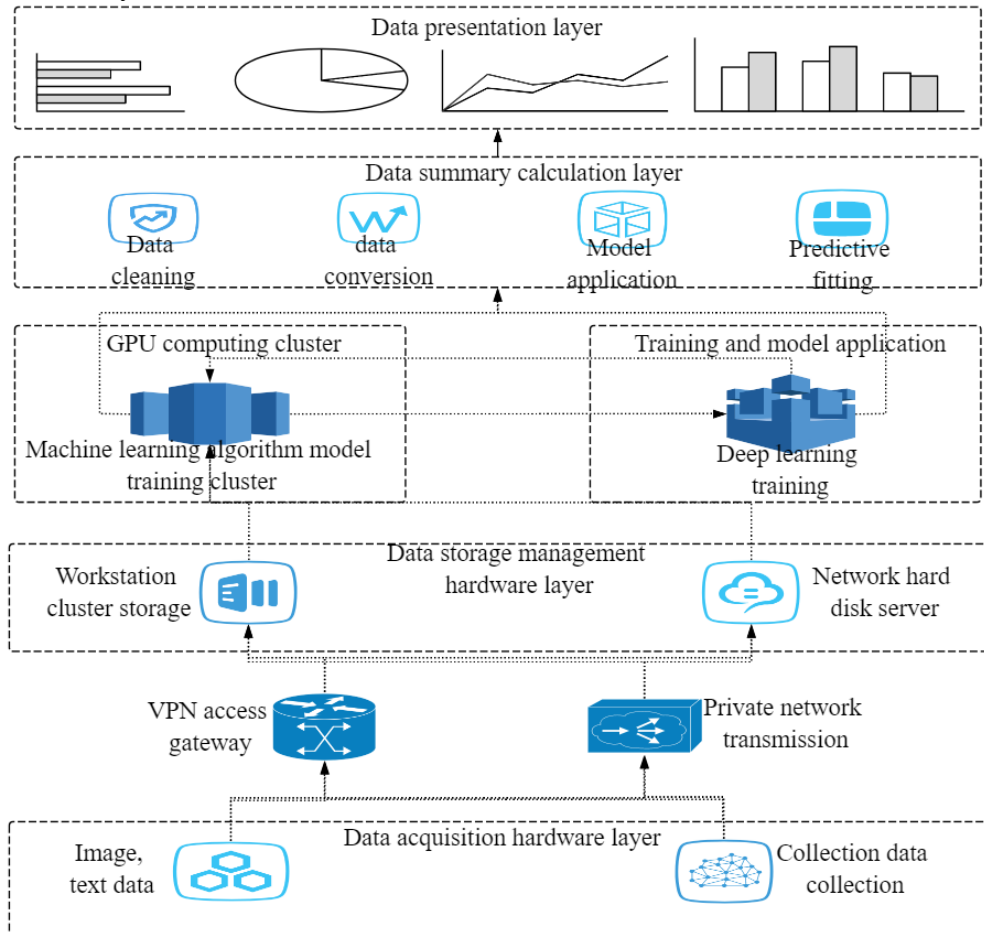 Data presentation layer
Data summary calculation layer
Data
cleaning
data
conversion
Model
application
Predictive
fitting
GPU computing cluster
Training and model application
Machine learning algorithm model
training cluster
Deep learning
training
Data storage management
hardware layer
Workstation
cluster storage
Network hard
disk server
VPN access
gateway
Private network
transmission
Data acquisition hardware layer
Image,
text data
Collection data
collection